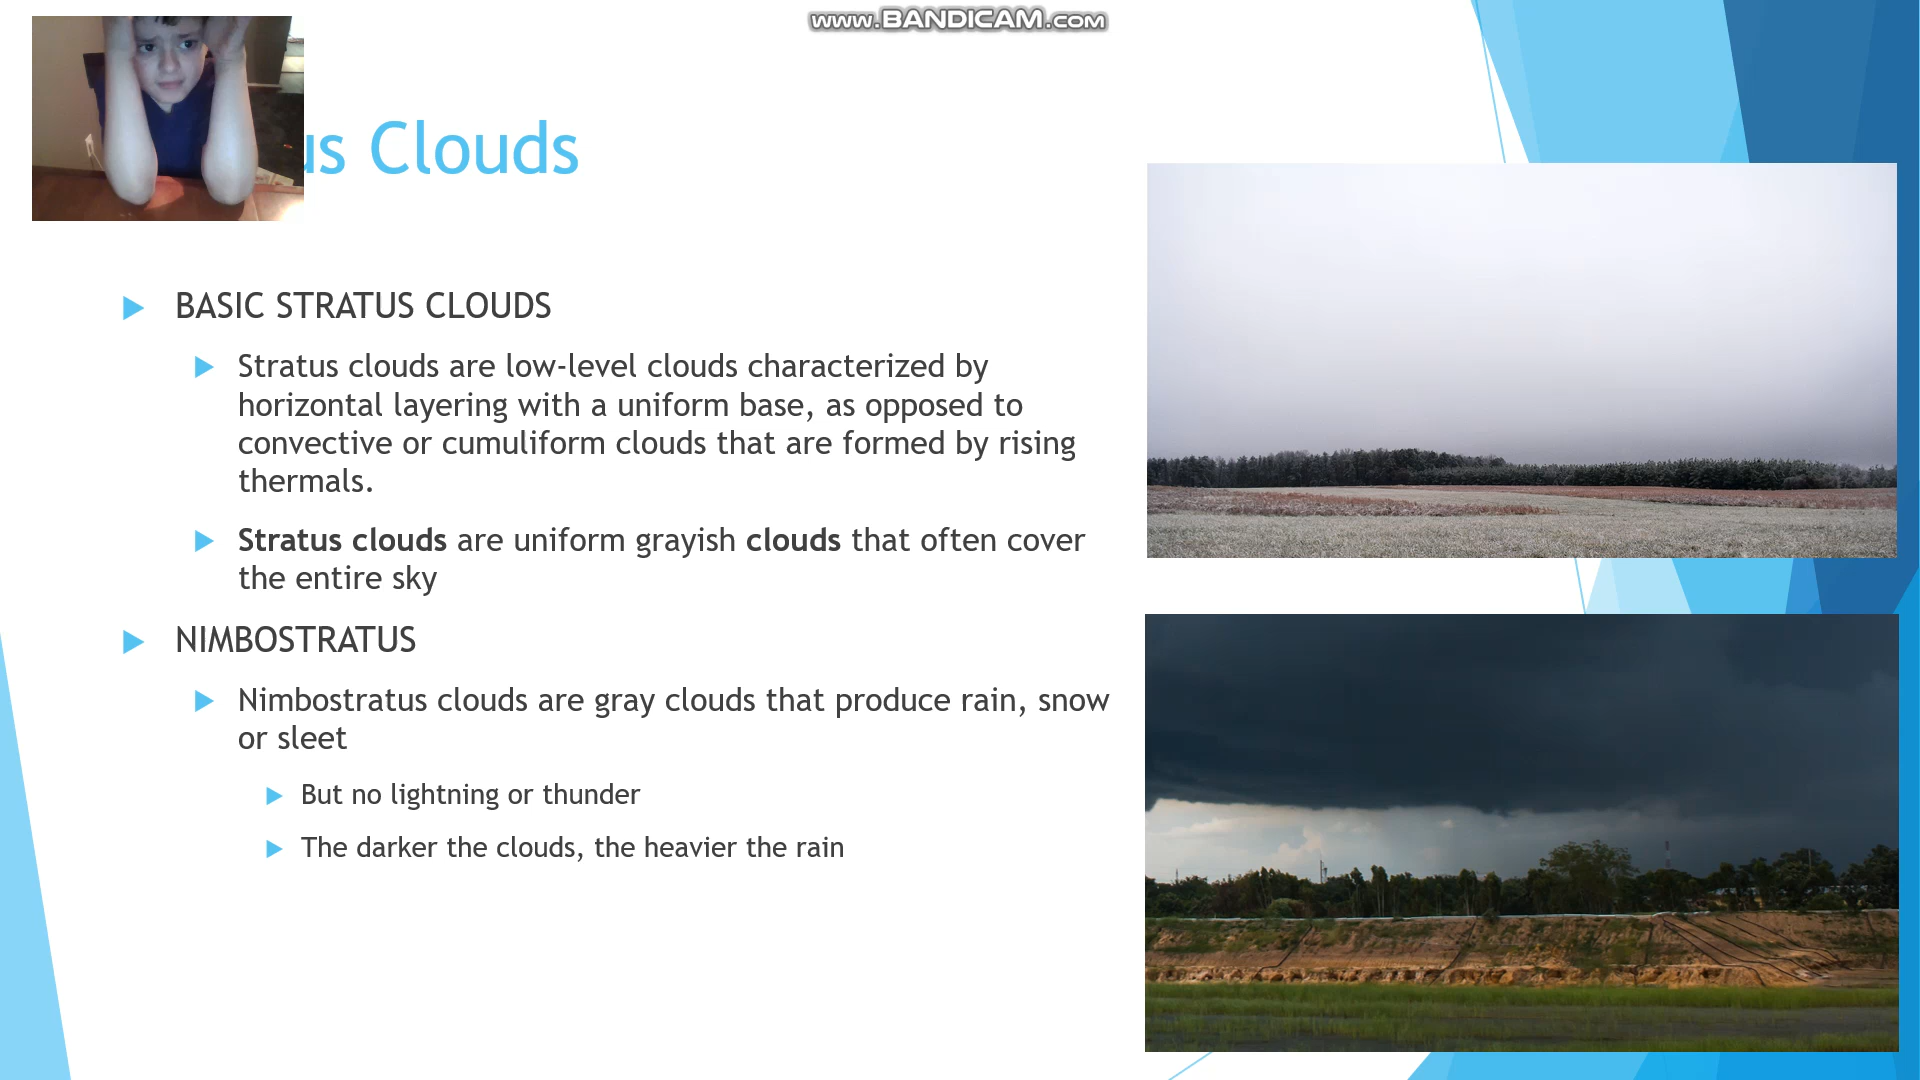 www.BANDICAM.com
us Clouds
BASIC STRATUS CLOUDS
Stratus clouds are low-level clouds characterized by
horizontal layering with a uniform base, as opposed to
convective or cumuliform clouds that are formed by rising
thermals.
Stratus clouds are uniform grayish clouds that often cover
the entire sky
NIMBOSTRATUS
Nimbostratus clouds are gray clouds that produce rain, snow
or sleet
But no lightning or thunder
The darker the clouds, the heavier the rain